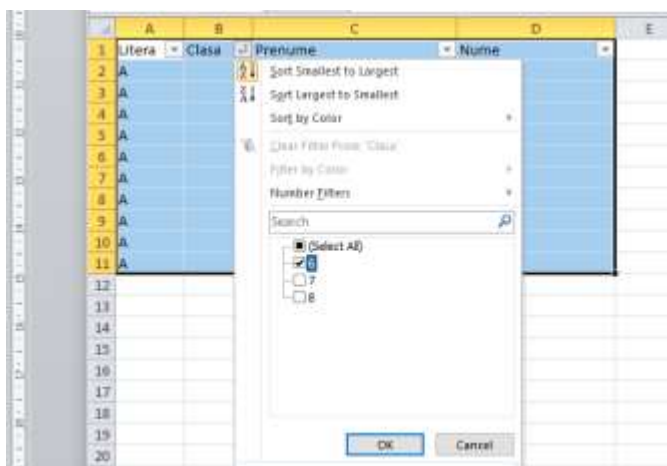 A B C D E
1 Litera Clasa Prenume Nume
2 A
3 A
4 A
5 A
6 A
7 A
8 A
9 A
10 A
11 A
12
13
14
15
16
17
18
19
20
Sort Smallest to Largest
Sort Largest to Smallest
Sort by Color
Clear Filter From "Clasa"
Filter by Color
Number Filters
Search
(Select All)
6
7
8
OK Cancel